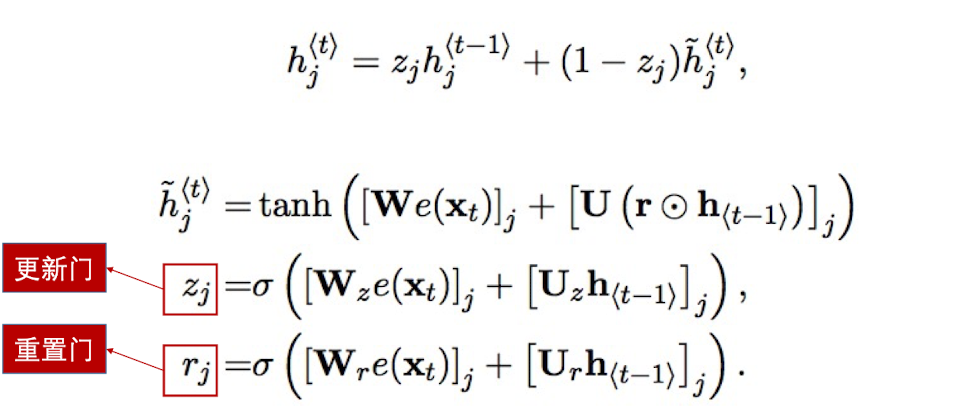 h_j^{⟨t⟩} = z_j h_j^{⟨t−1⟩} + (1 − z_j) h̃_j^{⟨t⟩},
h̃_j^{⟨t⟩} = tanh ( [We(x_t)]_j + [U (r ⊙ h_{⟨t−1⟩})]_j )
更新门 z_j = σ ( [W_z e(x_t)]_j + [U_z h_{⟨t−1⟩}]_j ) ,
重置门 r_j = σ ( [W_r e(x_t)]_j + [U_r h_{⟨t−1⟩}]_j ) .